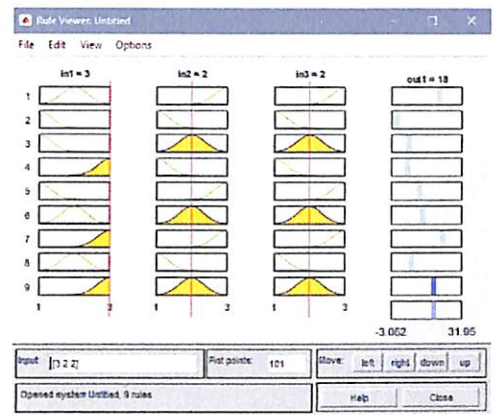 Rule Viewer: Untitled
File Edit View Options
in1 = 3 in2 = 2 in3 = 2 out1 = 18
1
2
3
4
5
6
7
8
9
1 3 1 3 1 3
-3.062 31.95
Input: [3 2 2] Plot points: 101 Move: left right down up
Opened system Untitled, 9 rules Help Close